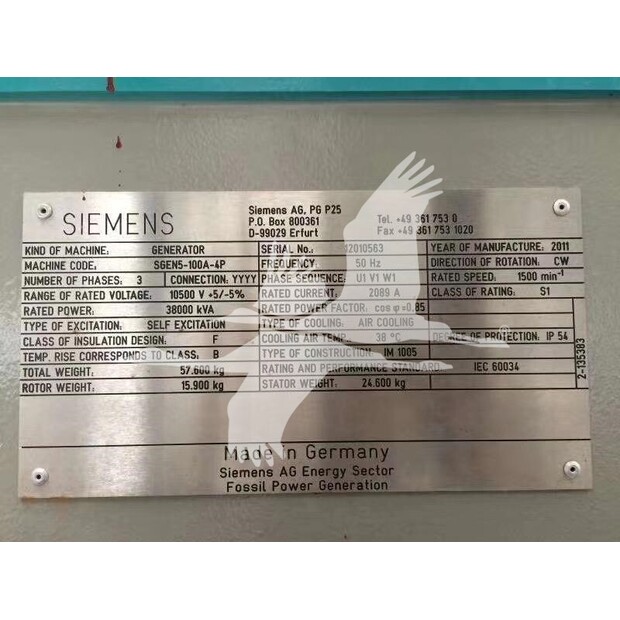 SIEMENS
Siemens AG, PG P25
P.O. Box 800361
D-99029 Erfurt
Tel. +49 361 753 0
Fax +49 361 753 1020
KIND OF MACHINE: GENERATOR SERIAL No.: 12010563 YEAR OF MANUFACTURE: 2011
MACHINE CODE: SGEN5-100A-4P FREQUENCY: 50 Hz DIRECTION OF ROTATION: CW
NUMBER OF PHASES: 3 CONNECTION: YYYY PHASE SEQUENCE: U1 V1 W1 RATED SPEED: 1500 min⁻¹
RANGE OF RATED VOLTAGE: 10500 V +5/-5% RATED CURRENT: 2089 A CLASS OF RATING: S1
RATED POWER: 38000 kVA RATED POWER FACTOR: cos φ =0.85
TYPE OF EXCITATION: SELF EXCITATION TYPE OF COOLING: AIR COOLING
CLASS OF INSULATION DESIGN: F COOLING AIR TEMP.: 38 °C DEGREE OF PROTECTION: IP 54
TEMP. RISE CORRESPONDS TO CLASS: B TYPE OF CONSTRUCTION: IM 1005
TOTAL WEIGHT: 57.600 kg RATING AND PERFORMANCE STANDARD: IEC 60034
ROTOR WEIGHT: 15.900 kg STATOR WEIGHT: 24.600 kg
2-135383
Made in Germany
Siemens AG Energy Sector
Fossil Power Generation